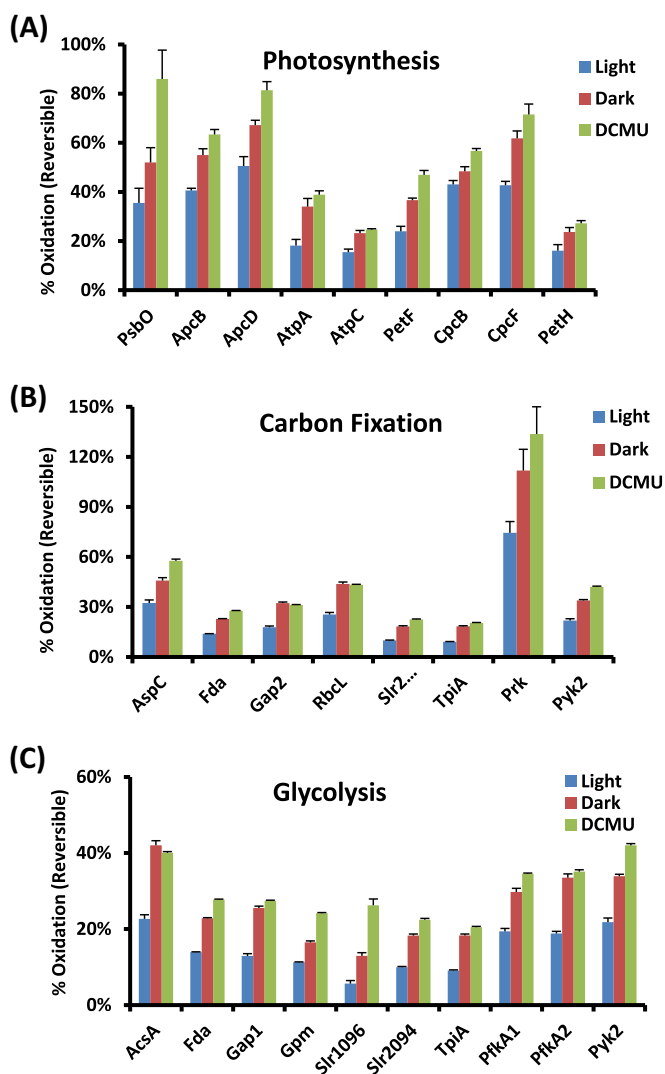 (A)
Photosynthesis
% Oxidation (Reversible)
100%
80%
60%
40%
20%
0%
Light
Dark
DCMU
PsbO
ApcB
ApcD
AtpA
AtpC
PetF
CpcB
CpcF
PetH
(B)
Carbon Fixation
% Oxidation (Reversible)
150%
120%
90%
60%
30%
0%
Light
Dark
DCMU
AspC
Fda
Gap2
RbcL
Slr2...
TpiA
Prk
Pyk2
(C)
Glycolysis
% Oxidation (Reversible)
60%
40%
20%
0%
Light
Dark
DCMU
AcsA
Fda
Gap1
Gpm
Slr1096
Slr2094
TpiA
PfkA1
PfkA2
Pyk2